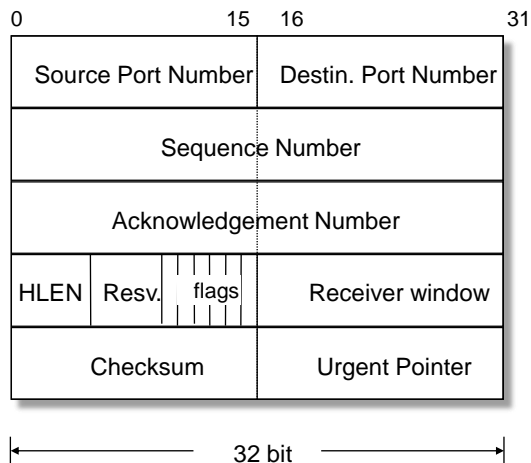 0 15 16 31
Source Port Number Destin. Port Number
Sequence Number
Acknowledgement Number
HLEN Resv. flags Receiver window
Checksum Urgent Pointer
32 bit